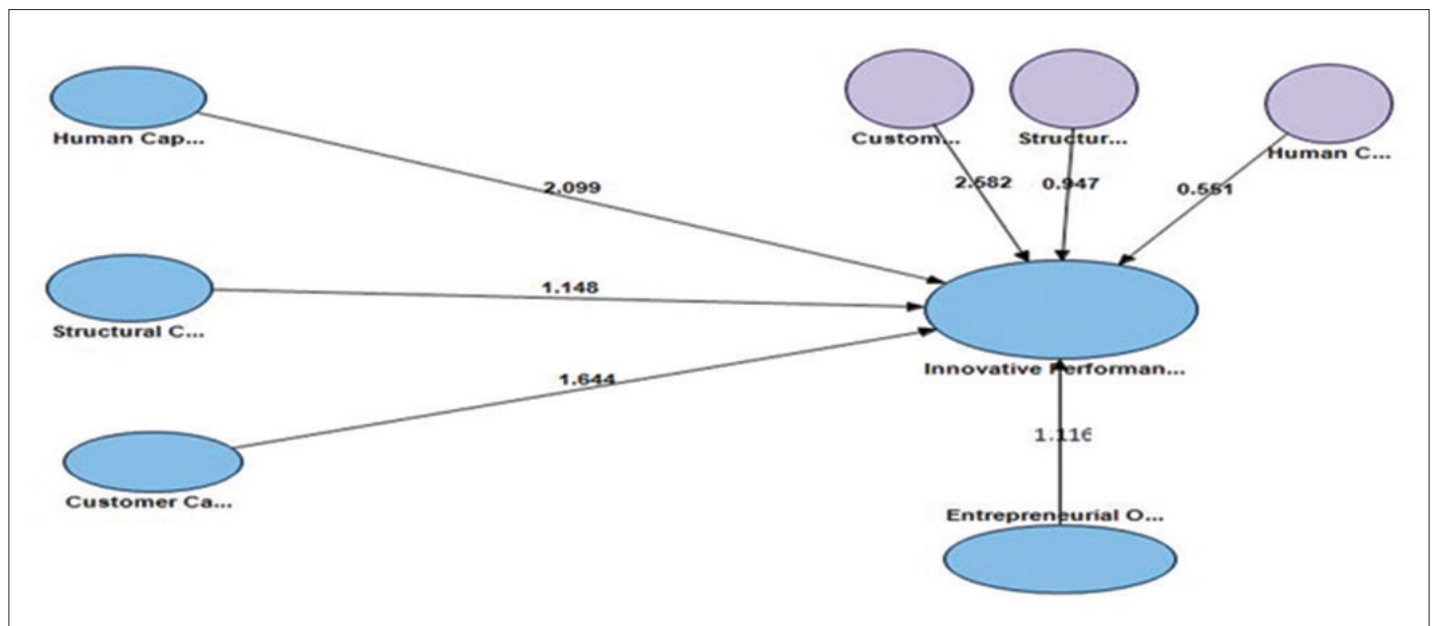 Human Cap...
Custom...
Structur...
Human C...
2.099
2.582
0.947
0.551
Structural C...
1.148
Innovative Performan...
Customer Ca...
1.644
1.116
Entrepreneurial O...